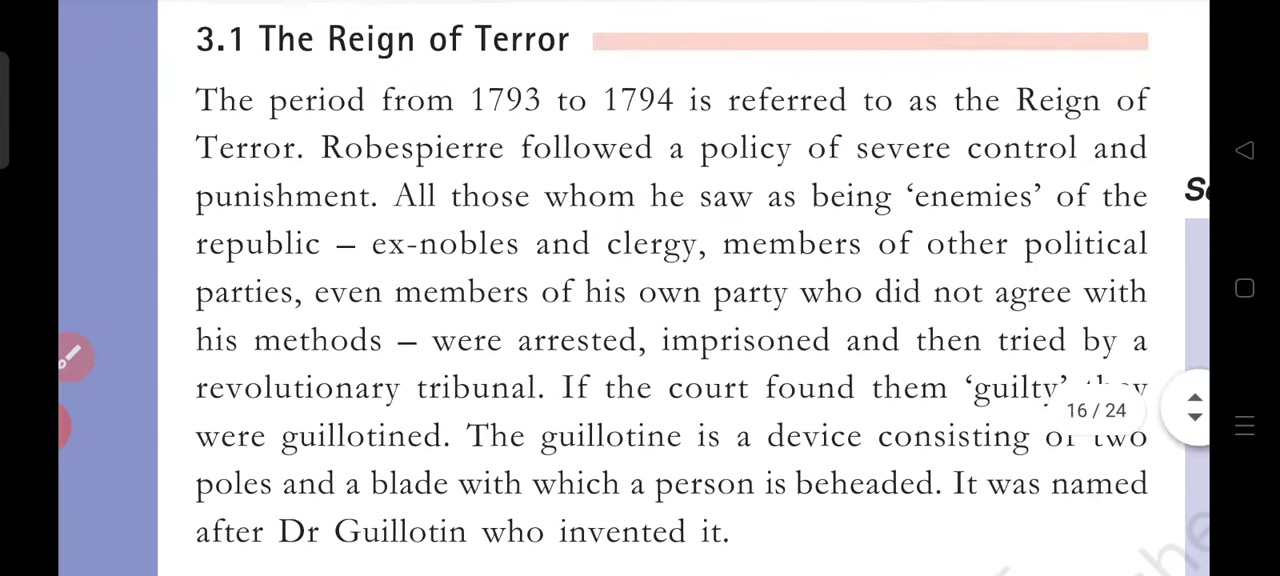 3.1 The Reign of Terror
The period from 1793 to 1794 is referred to as the Reign of
Terror. Robespierre followed a policy of severe control and
punishment. All those whom he saw as being ‘enemies’ of the
republic – ex-nobles and clergy, members of other political
parties, even members of his own party who did not agree with
his methods – were arrested, imprisoned and then tried by a
revolutionary tribunal. If the court found them ‘guilty’ they
16 / 24
were guillotined. The guillotine is a device consisting of two
poles and a blade with which a person is beheaded. It was named
after Dr Guillotin who invented it.